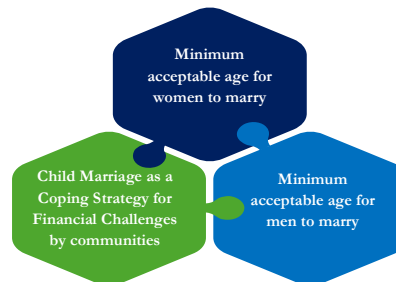 Minimum
acceptable age for
women to marry
Child Marriage as a
Coping Strategy for
Financial Challenges
by communities
Minimum
acceptable age for
men to marry